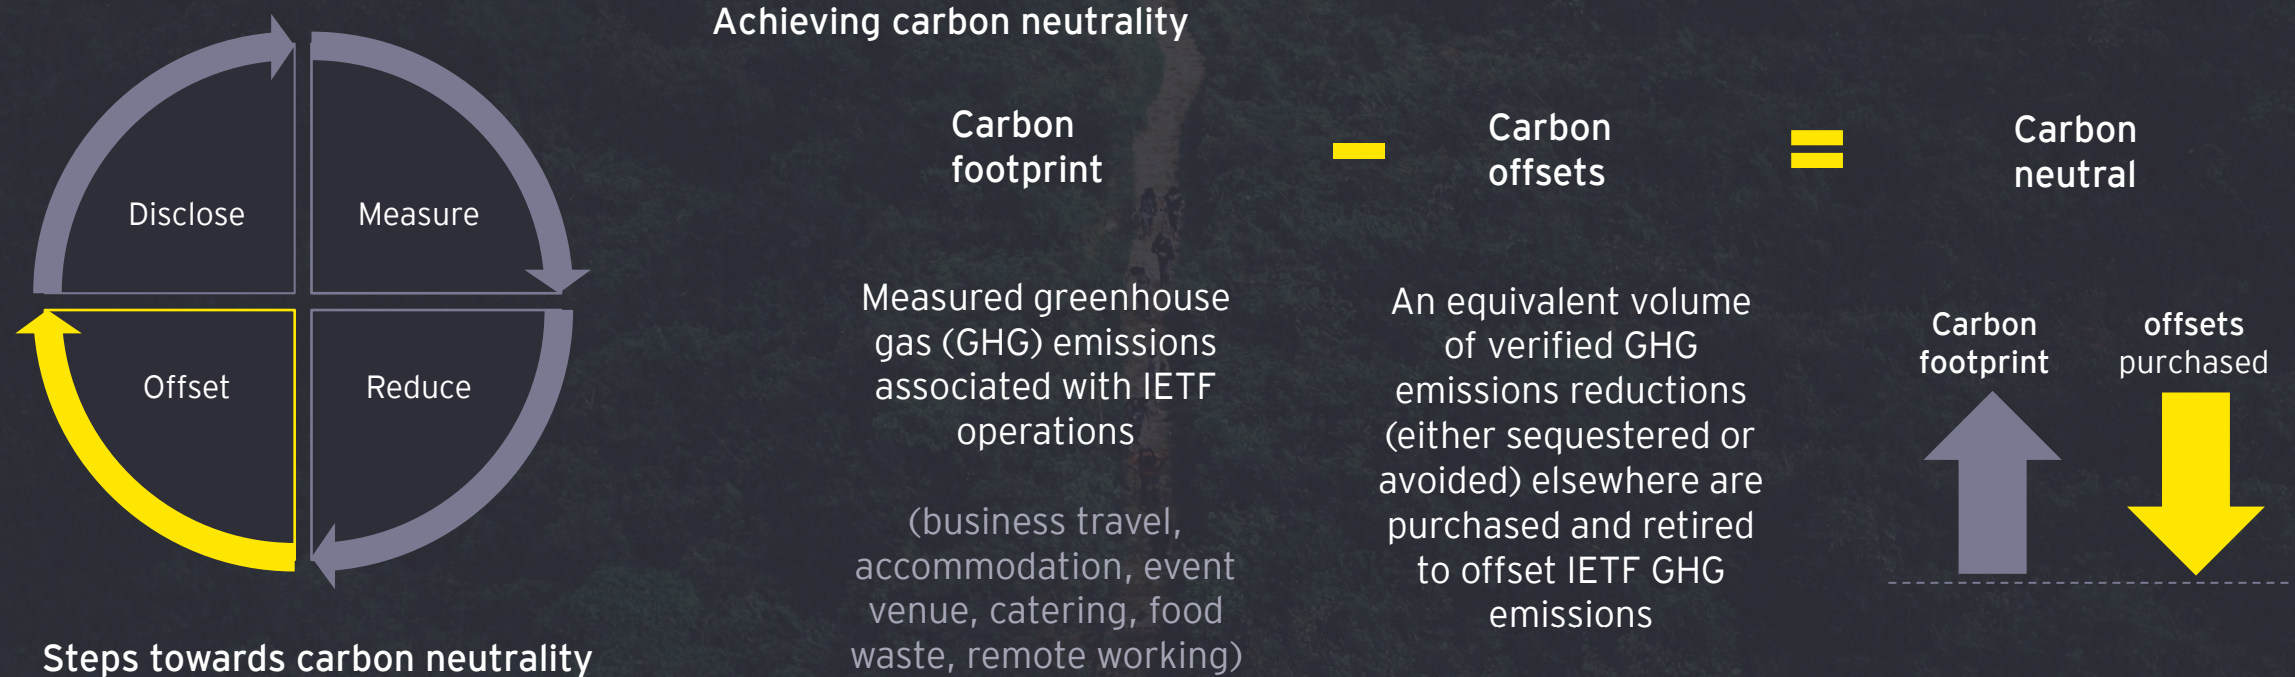 Achieving carbon neutrality
Disclose
Measure
Offset
Reduce
Steps towards carbon neutrality
Carbon
footprint
Measured greenhouse
gas (GHG) emissions
associated with IETF
operations
(business travel,
accommodation, event
venue, catering, food
waste, remote working)
Carbon
offsets
An equivalent volume
of verified GHG
emissions reductions
(either sequestered or
avoided) elsewhere are
purchased and retired
to offset IETF GHG
emissions
Carbon
neutral
Carbon
footprint
offsets
purchased